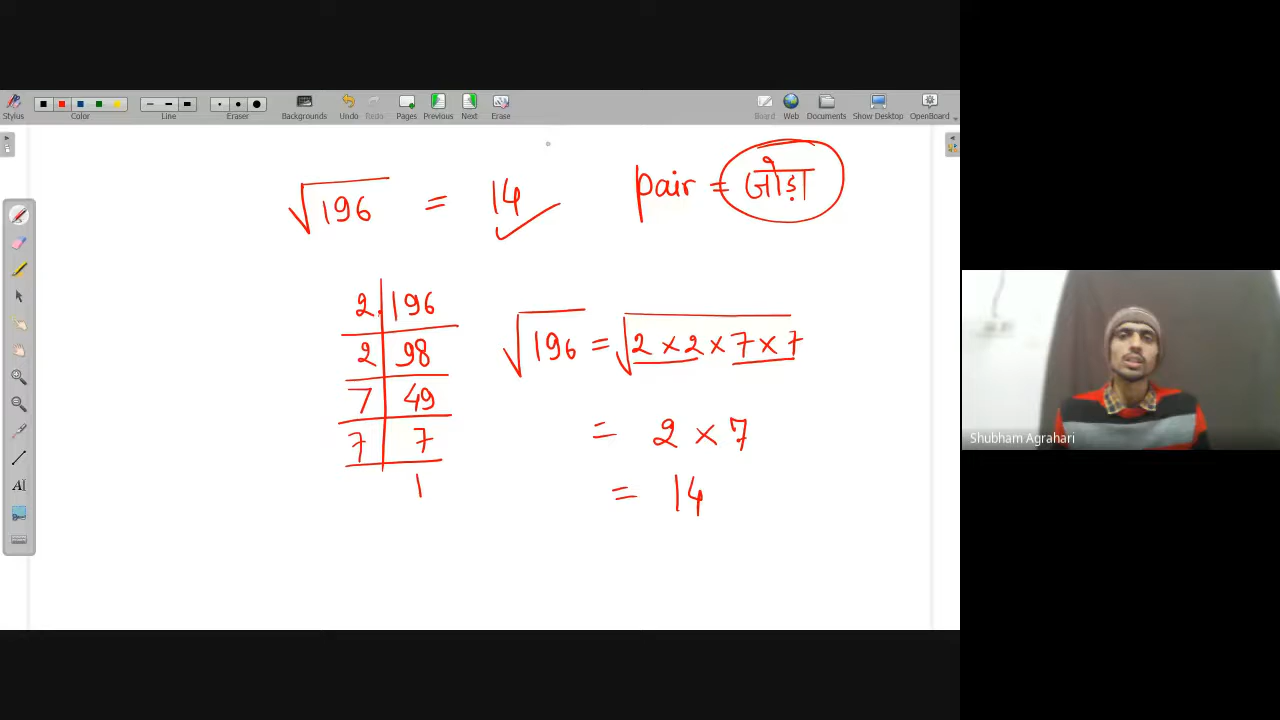 Stylus Color Line Eraser Backgrounds Undo Redo Pages Previous Next Erase Board Web Documents Show Desktop OpenBoard
√196 = 14
pair = जोड़ा
2 196
2 98
7 49
7 7
1
√196 = √2 × 2 × 7 × 7
= 2 × 7
= 14
Shubham Agrahari